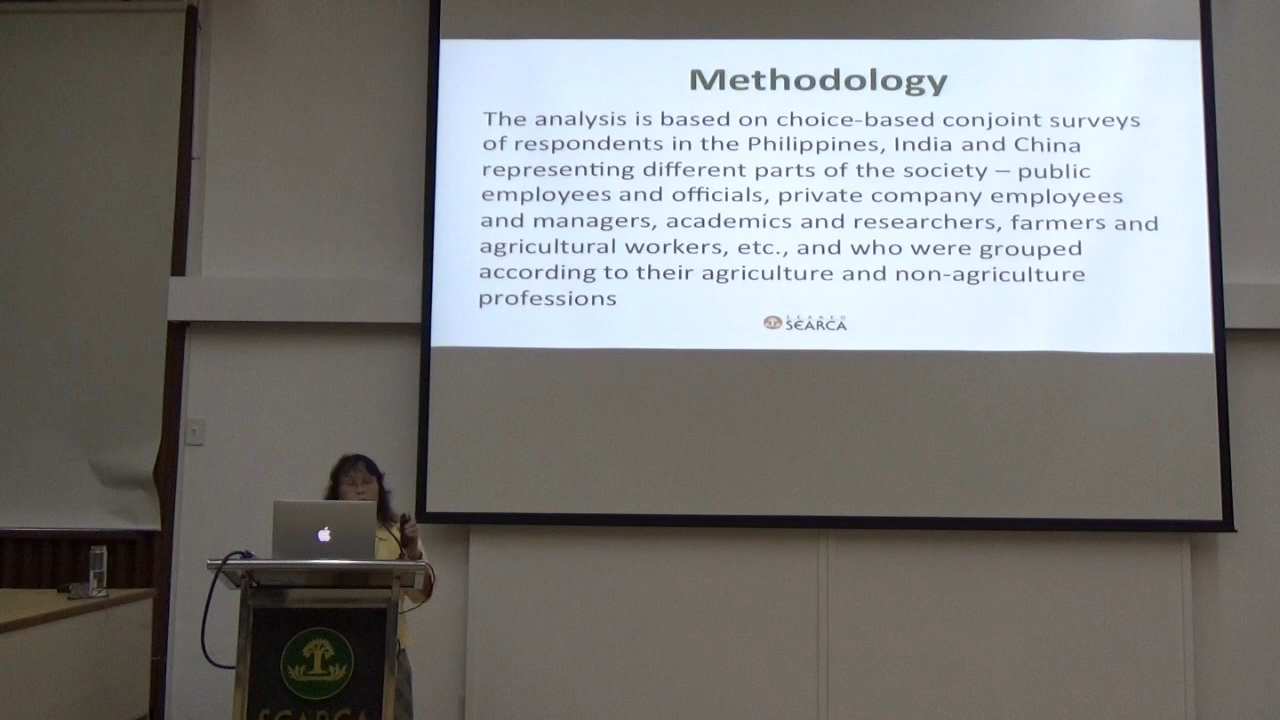 Methodology
The analysis is based on choice-based conjoint surveys
of respondents in the Philippines, India and China
representing different parts of the society – public
employees and officials, private company employees
and managers, academics and researchers, farmers and
agricultural workers, etc., and who were grouped
according to their agriculture and non-agriculture
professions
SEARCA
SEARCA